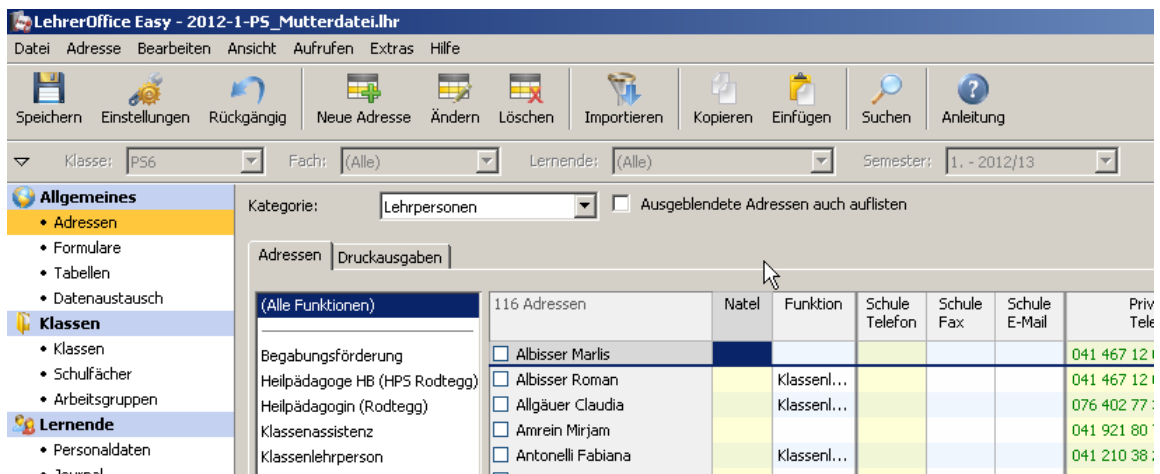 LehrerOffice Easy - 2012-1-PS_Mutterdatei.lhr
Datei Adresse Bearbeiten Ansicht Aufrufen Extras Hilfe
Speichern Einstellungen Rückgängig Neue Adresse Ändern Löschen Importieren Kopieren Einfügen Suchen Anleitung
Klasse: PS6 Fach: (Alle) Lernende: (Alle) Semester: 1. - 2012/13
Allgemeines
• Adressen
• Formulare
• Tabellen
• Datenaustausch
Klassen
• Klassen
• Schulfächer
• Arbeitsgruppen
Lernende
• Personaldaten
Kategorie: Lehrpersonen Ausgeblendete Adressen auch auflisten
Adressen Druckausgaben
(Alle Funktionen)
Begabungsförderung
Heilpädagoge HB (HPS Rodtegg)
Heilpädagogin (Rodtegg)
Klassenassistenz
Klassenlehrperson
116 Adressen Natel Funktion Schule Telefon Schule Fax Schule E-Mail Priv
Tele
Albisser Marlis 041 467 12
Albisser Roman Klassenl... 041 467 12
Allgäuer Claudia Klassenl... 076 402 77
Amrein Mirjam 041 921 80
Antonelli Fabiana Klassenl... 041 210 38